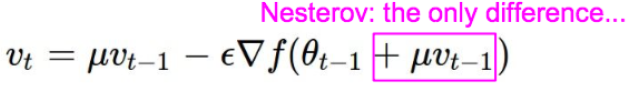 Nesterov: the only difference...
v_t = μv_{t−1} − ϵ∇f(θ_{t−1} + μv_{t−1})